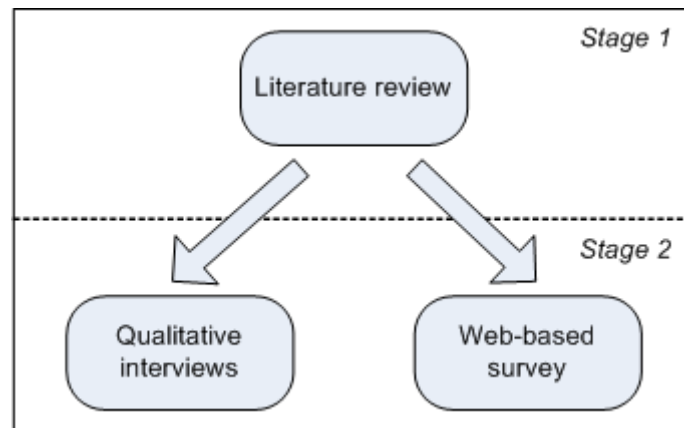 Stage 1
Literature review
Stage 2
Qualitative
interviews
Web-based
survey